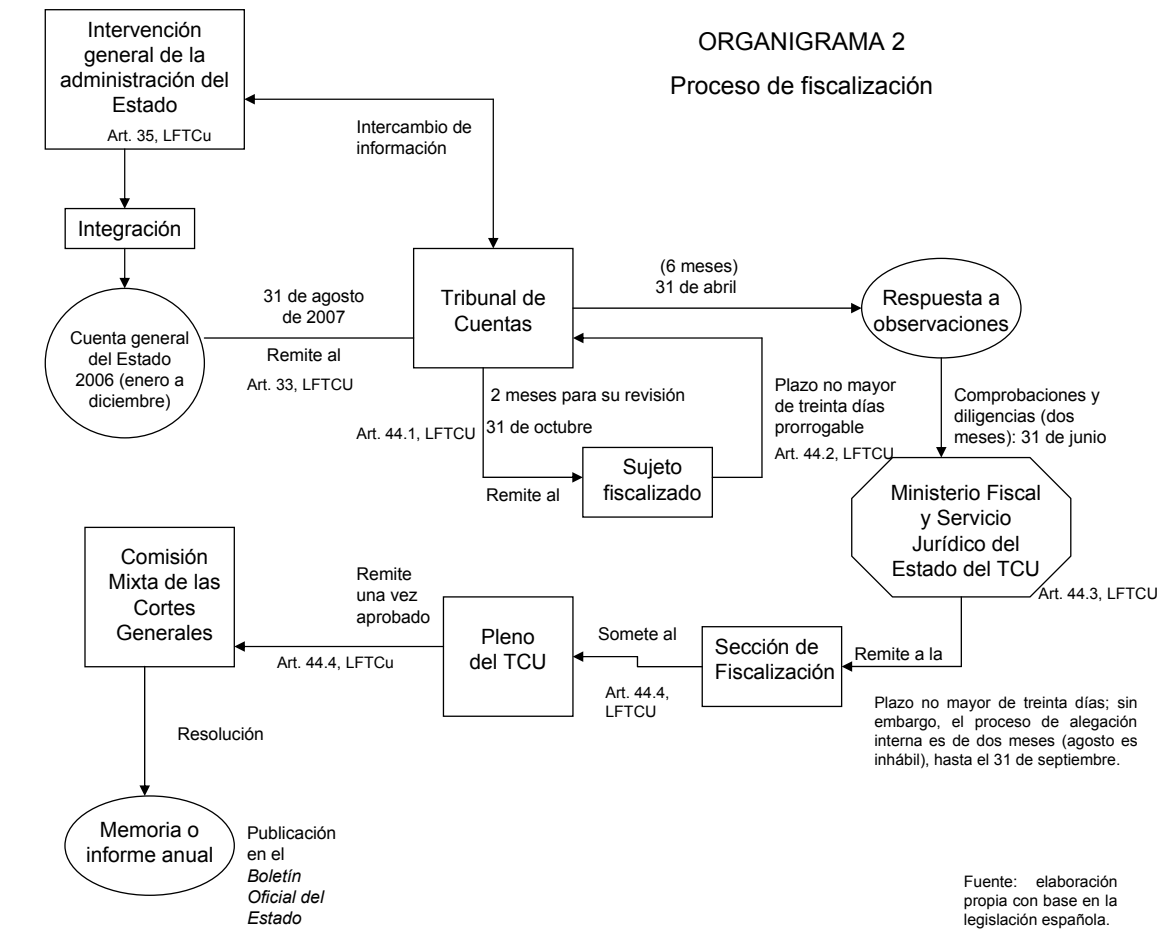 ORGANIGRAMA 2
Proceso de fiscalización
Intervención
general de la
administración del
Estado
Art. 35, LFTCu
Intercambio de
información
Integración
Cuenta general
del Estado
2006 (enero a
diciembre)
31 de agosto
de 2007
Remite al
Art. 33, LFTCU
Tribunal de
Cuentas
(6 meses)
31 de abril
Respuesta a
observaciones
2 meses para su revisión
Art. 44.1, LFTCU
31 de octubre
Remite al
Sujeto
fiscalizado
Plazo no mayor
de treinta días
prorrogable
Art. 44.2, LFTCU
Comprobaciones y
diligencias (dos
meses): 31 de junio
Ministerio Fiscal
y Servicio
Jurídico del
Estado del TCU
Art. 44.3, LFTCU
Remite a la
Plazo no mayor de treinta días; sin
embargo, el proceso de alegación
interna es de dos meses (agosto es
inhábil), hasta el 31 de septiembre.
Sección de
Fiscalización
Somete al
Art. 44.4,
LFTCU
Pleno
del TCU
Remite
una vez
aprobado
Art. 44.4, LFTCu
Comisión
Mixta de las
Cortes
Generales
Resolución
Memoria o
informe anual
Publicación
en el
Boletín
Oficial del
Estado
Fuente: elaboración
propia con base en la
legislación española.